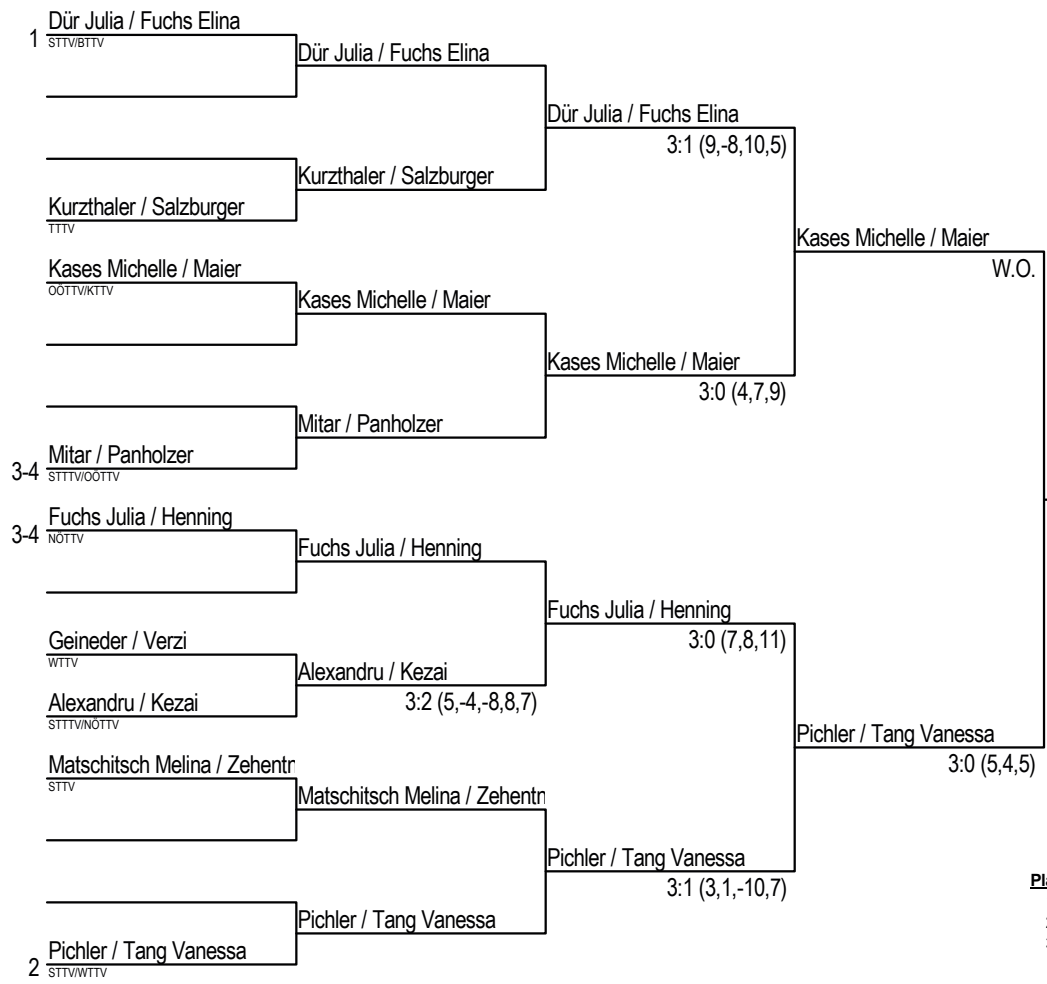 1 Dür Julia / Fuchs Elina
STTV/BTTV
Dür Julia / Fuchs Elina
Dür Julia / Fuchs Elina
3:1 (9,-8,10,5)
Kurzthaler / Salzburger
Kurzthaler / Salzburger
TTTV
Kases Michelle / Maier
W.O.
Kases Michelle / Maier
OÖTTV/KTTV
Kases Michelle / Maier
Kases Michelle / Maier
3:0 (4,7,9)
Mitar / Panholzer
3-4 Mitar / Panholzer
STTTV/OÖTTV
3-4 Fuchs Julia / Henning
NÖTTV
Fuchs Julia / Henning
Fuchs Julia / Henning
3:0 (7,8,11)
Geineder / Verzi
WTTV
Alexandru / Kezai
3:2 (5,-4,-8,8,7)
Alexandru / Kezai
STTTV/NÖTTV
Pichler / Tang Vanessa
3:0 (5,4,5)
Matschitsch Melina / Zehentn
STTV
Matschitsch Melina / Zehentn
Pichler / Tang Vanessa
3:1 (3,1,-10,7)
Pichler / Tang Vanessa
2 Pichler / Tang Vanessa
STTV/WTTV